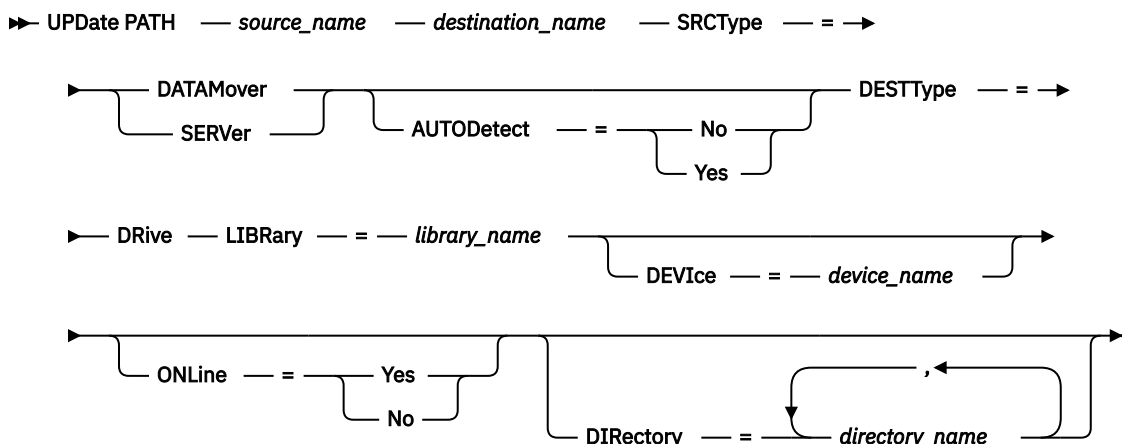 UPDate PATH source_name destination_name SRCType =
DATAMover DESTType =
SERVer AUTODetect = No
Yes
DRive LIBRary = library_name
DEVIce = device_name
ONLine = Yes ,
No
DIRectory = directory_name